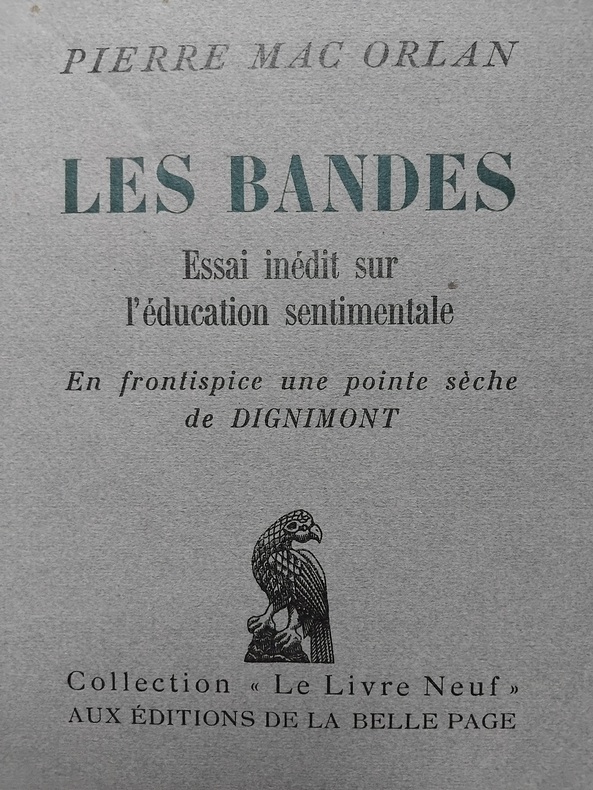 PIERRE MAC ORLAN
LES BANDES
Essai inédit sur
l'éducation sentimentale
En frontispice une pointe sèche
de DIGNIMONT
Collection « Le Livre Neuf »
AUX ÉDITIONS DE LA BELLE PAGE